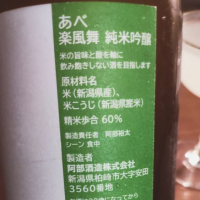 あべ
楽風舞 純米吟醸
米の旨味と酸を軸に
飲み飽きしない酒を目指します
原材料名
米(新潟県産)、
米こうじ(新潟県産米)
精米歩合 60%
製造責任者 阿部裕太
シーン 食中
製造者
阿部酒造株式会社
新潟県柏崎市大字安田
3560番地